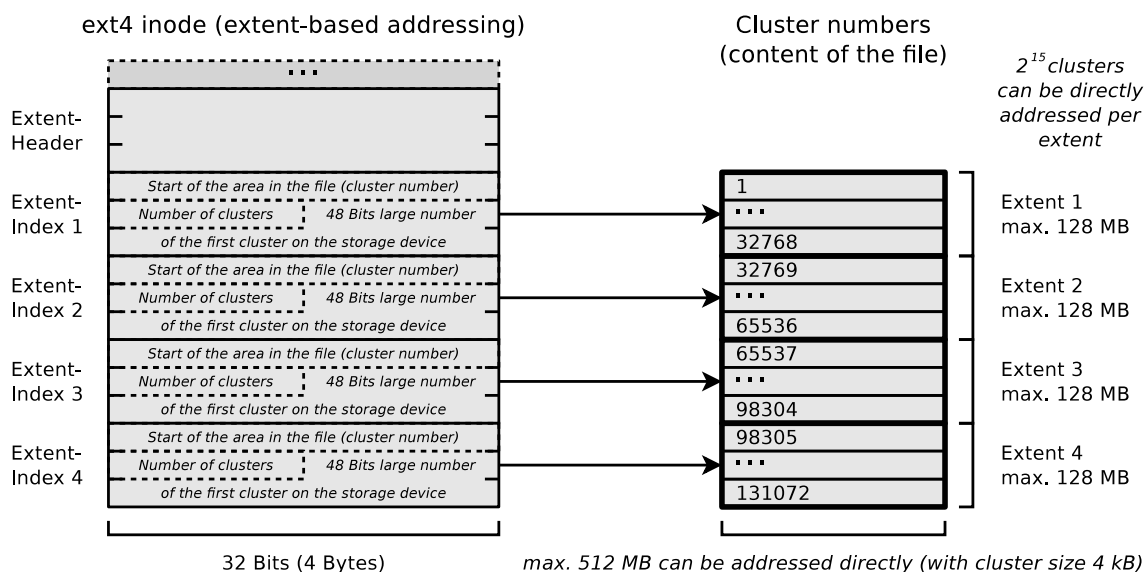 ext4 inode (extent-based addressing)
Cluster numbers
(content of the file)
2^15 clusters
can be directly
addressed per
extent
...
Extent-
Header
Extent-
Index 1
Start of the area in the file (cluster number)
Number of clusters
48 Bits large number
of the first cluster on the storage device
1
...
32768
Extent 1
max. 128 MB
Extent-
Index 2
Start of the area in the file (cluster number)
Number of clusters
48 Bits large number
of the first cluster on the storage device
32769
...
65536
Extent 2
max. 128 MB
Extent-
Index 3
Start of the area in the file (cluster number)
Number of clusters
48 Bits large number
of the first cluster on the storage device
65537
...
98304
Extent 3
max. 128 MB
Extent-
Index 4
Start of the area in the file (cluster number)
Number of clusters
48 Bits large number
of the first cluster on the storage device
98305
...
131072
Extent 4
max. 128 MB
32 Bits (4 Bytes)
max. 512 MB can be addressed directly (with cluster size 4 kB)